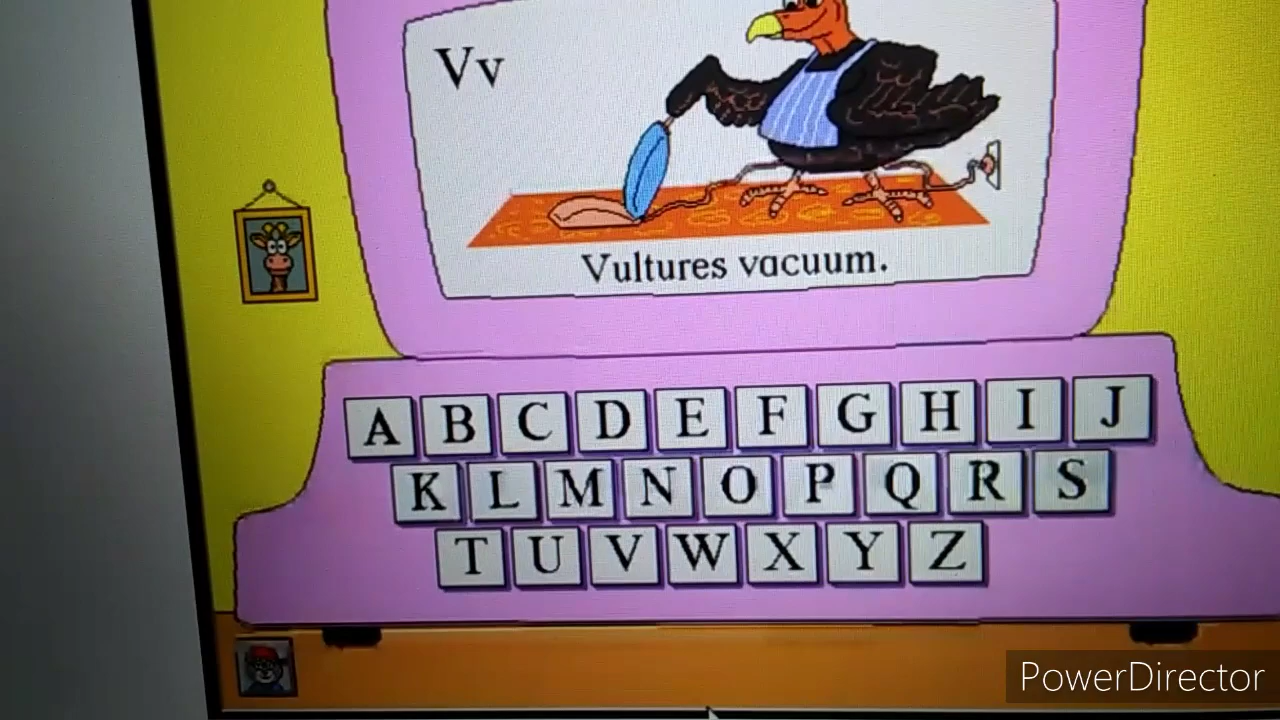 Vv
Vultures vacuum.
A B C D E F G H I J
K L M N O P Q R S
T U V W X Y Z
PowerDirector